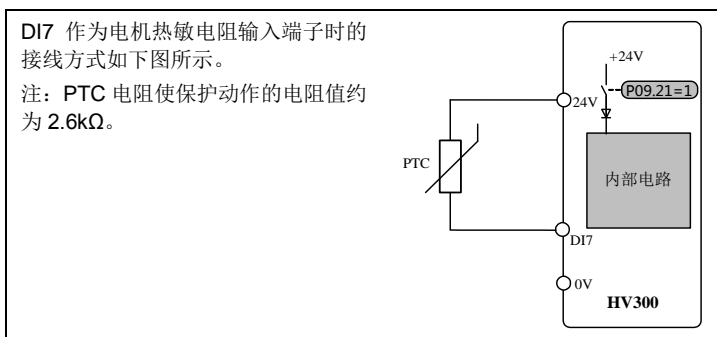 DI7 作为电机热敏电阻输入端子时的
接线方式如下图所示。
注：PTC 电阻使保护动作的电阻值约
为 2.6kΩ。
+24V
P09.21=1
24V
PTC
内部电路
DI7
0V
HV300